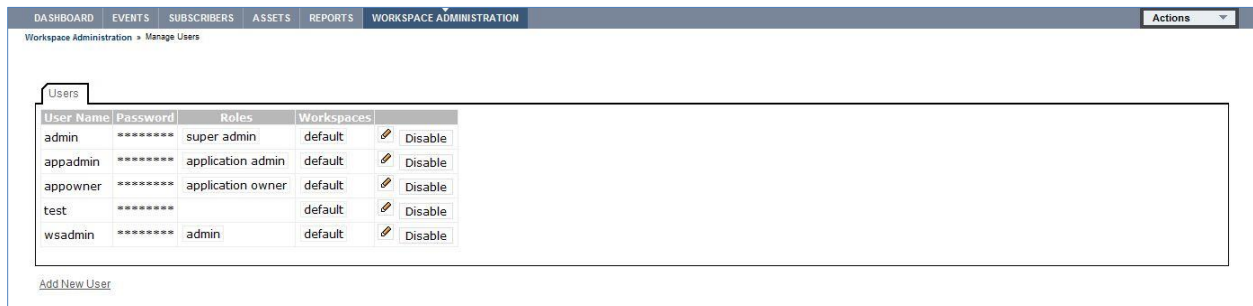 DASHBOARD EVENTS SUBSCRIBERS ASSETS REPORTS WORKSPACE ADMINISTRATION Actions
Workspace Administration » Manage Users
Users
User Name Password Roles Workspaces
admin ******** super admin default Disable
appadmin ******** application admin default Disable
appowner ******** application owner default Disable
test ******** default Disable
wsadmin ******** admin default Disable
Add New User